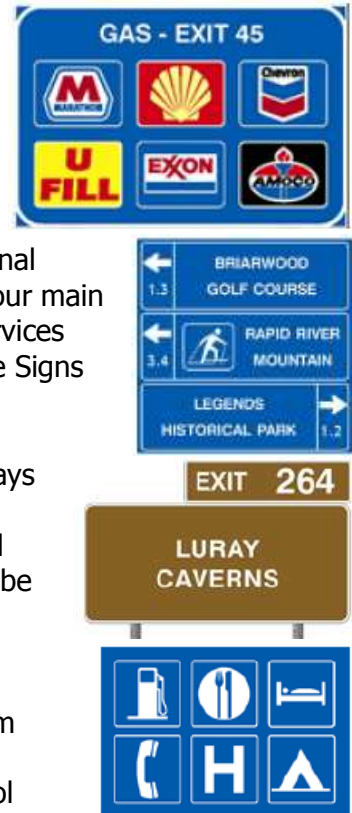 GAS - EXIT 45
MARATHON
Chevron
U
FILL
EXXON
AMOCO
nal
our main
rvices
e Signs
BRIARWOOD
1.3 GOLF COURSE
RAPID RIVER
3.4 MOUNTAIN
LEGENDS
HISTORICAL PARK 1.2
ays
EXIT 264
l
be
LURAY
CAVERNS
m
ol
H